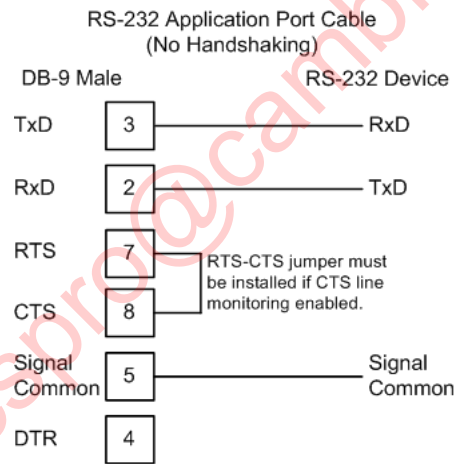 RS-232 Application Port Cable
(No Handshaking)
DB-9 Male RS-232 Device
TxD 3 RxD
RxD 2 TxD
RTS 7
RTS-CTS jumper must
be installed if CTS line
monitoring enabled.
CTS 8
Signal
Common 5 Signal
Common
DTR 4
sspro@cambr